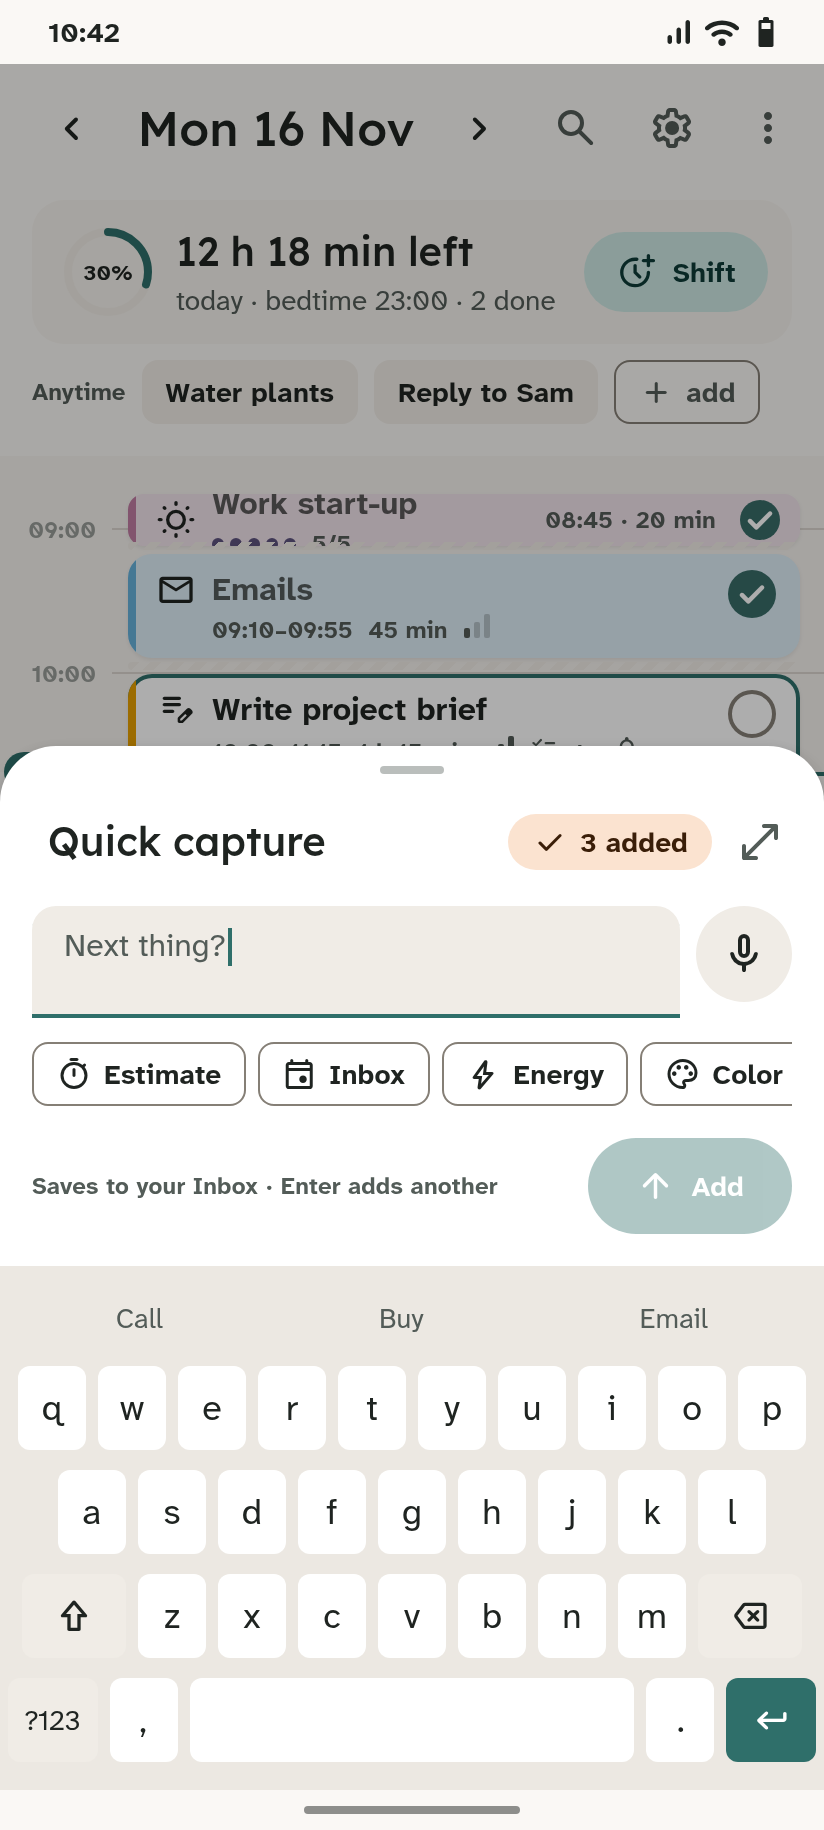 10:42
Mon 16 Nov
30%
12 h 18 min left
today · bedtime 23:00 · 2 done
Shift
Anytime
Water plants
Reply to Sam
add
09:00
Work start-up
5/5
08:45 · 20 min
Emails
09:10–09:55 45 min
10:00
Write project brief
Quick capture
3 added
Next thing?
Estimate
Inbox
Energy
Color
Saves to your Inbox · Enter adds another
Add
Call Buy Email
q w e r t y u i o p
a s d f g h j k l
z x c v b n m
?123 , .